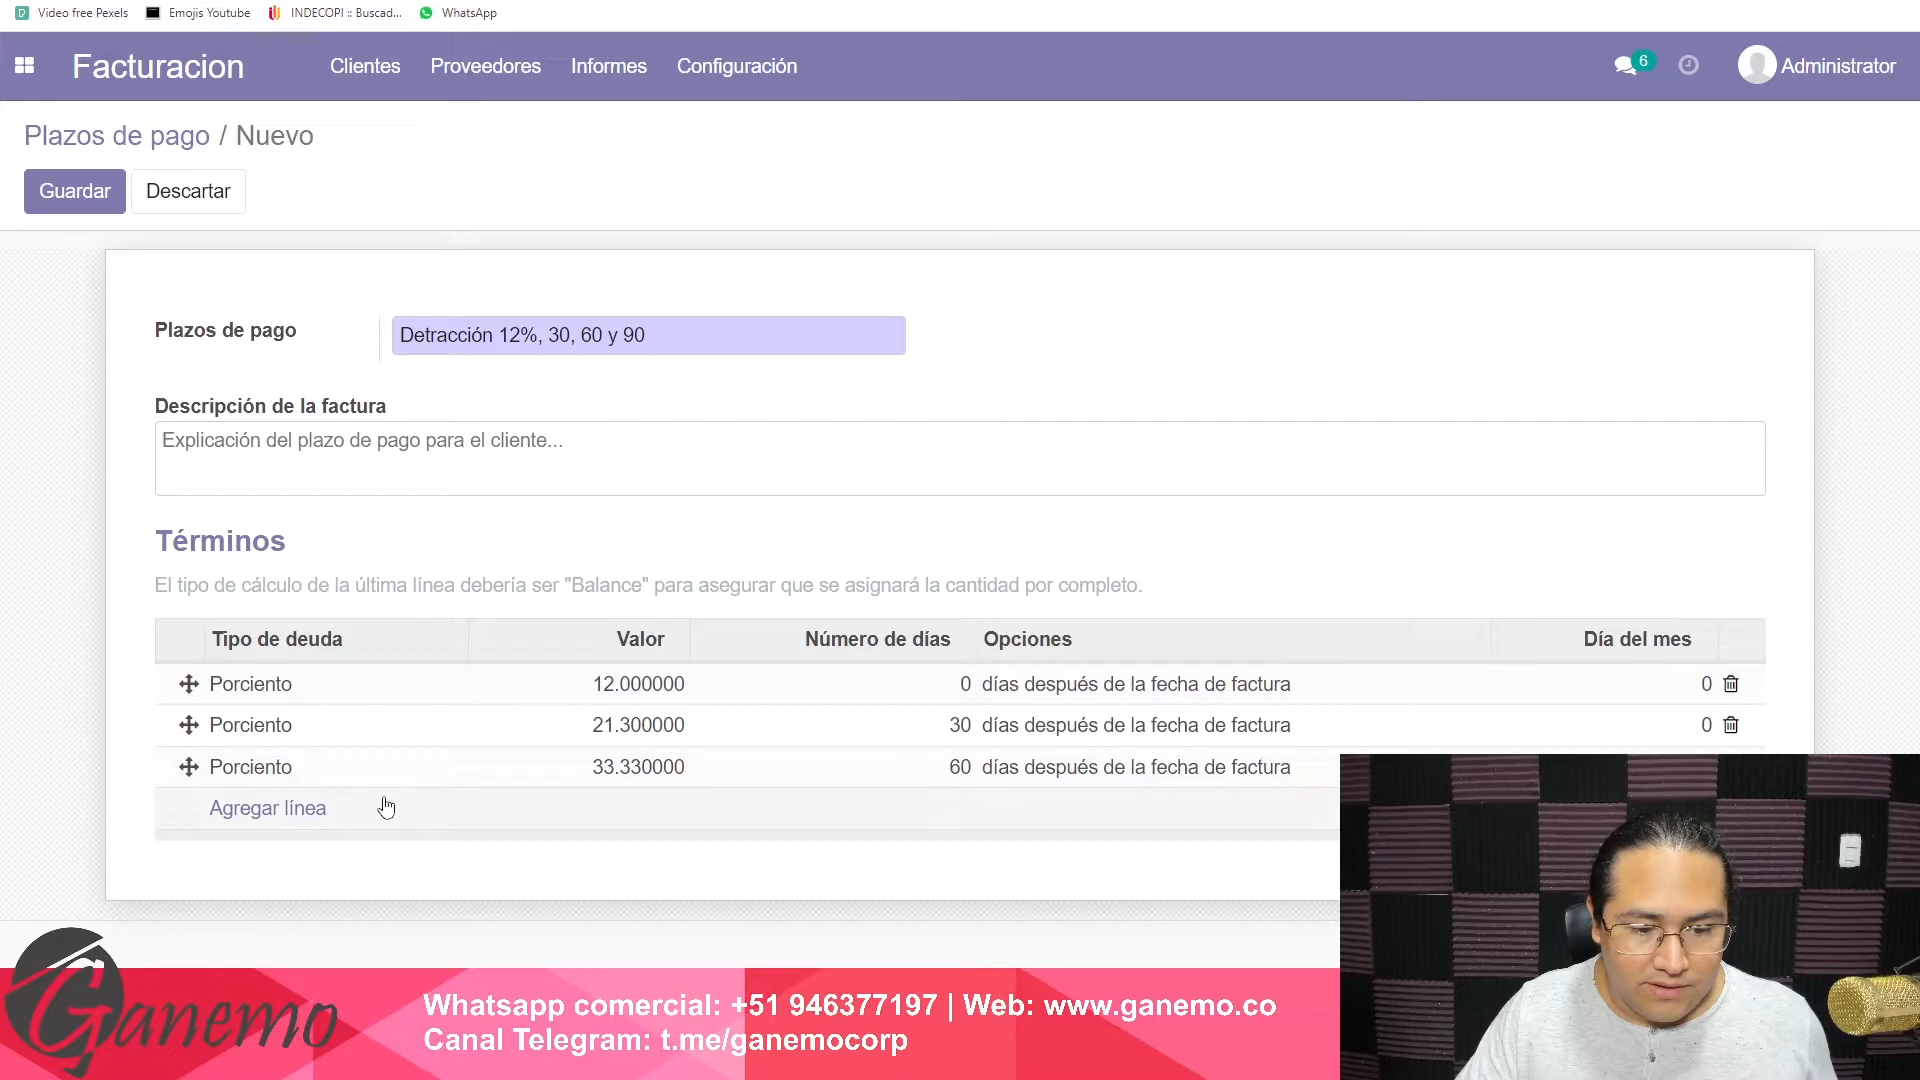 Video free Pexels
Emojis Youtube
INDECOPI :: Buscad...
WhatsApp
Facturacion
Clientes
Proveedores
Informes
Configuración
6
Administrator
Plazos de pago / Nuevo
Guardar
Descartar
Plazos de pago
Detracción 12%, 30, 60 y 90
Descripción de la factura
Explicación del plazo de pago para el cliente...
Términos
El tipo de cálculo de la última línea debería ser "Balance" para asegurar que se asignará la cantidad por completo.
Tipo de deuda Valor Número de días Opciones Día del mes
Porciento 12.000000 0 días después de la fecha de factura 0
Porciento 21.300000 30 días después de la fecha de factura 0
Porciento 33.330000 60 días después de la fecha de factura
Agregar línea
Ganemo
Whatsapp comercial: +51 946377197 | Web: www.ganemo.co
Canal Telegram: t.me/ganemocorp